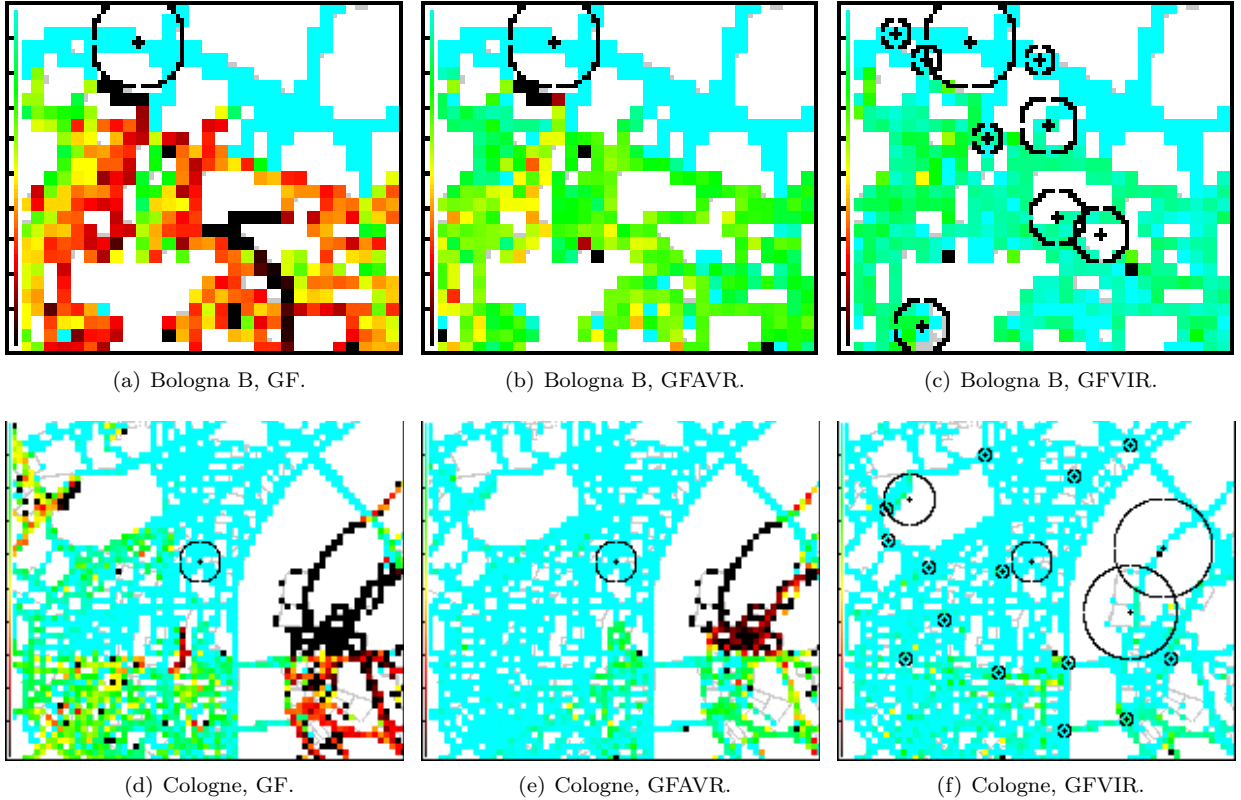 (a) Bologna B, GF.
(b) Bologna B, GFAVR.
(c) Bologna B, GFVIR.
(d) Cologne, GF.
(e) Cologne, GFAVR.
(f) Cologne, GFVIR.